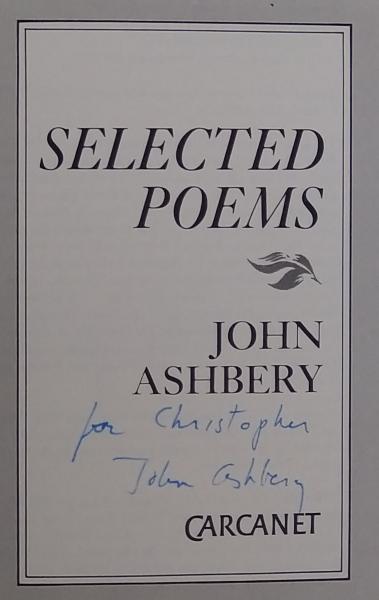 SELECTED
POEMS
JOHN
ASHBERY
for Christopher
John Ashbery
CARCANET